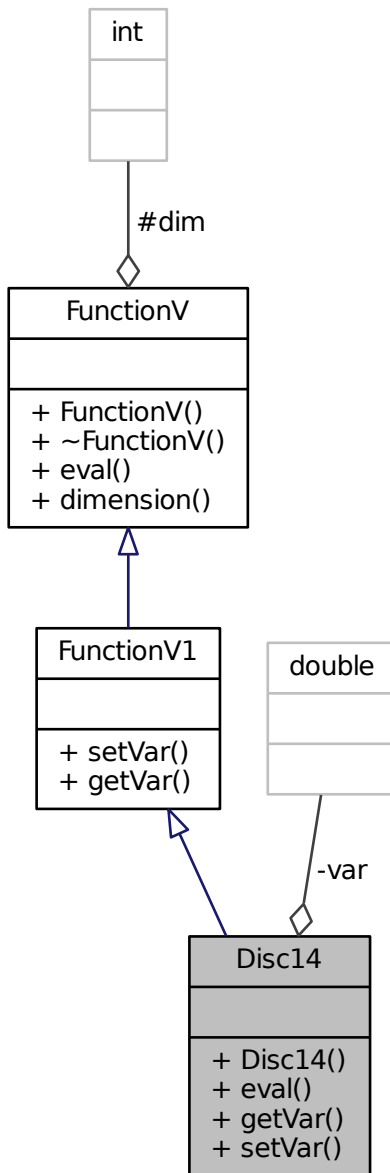 int
#dim
FunctionV
+ FunctionV()
+ ~FunctionV()
+ eval()
+ dimension()
FunctionV1
+ setVar()
+ getVar()
double
-var
Disc14
+ Disc14()
+ eval()
+ getVar()
+ setVar()